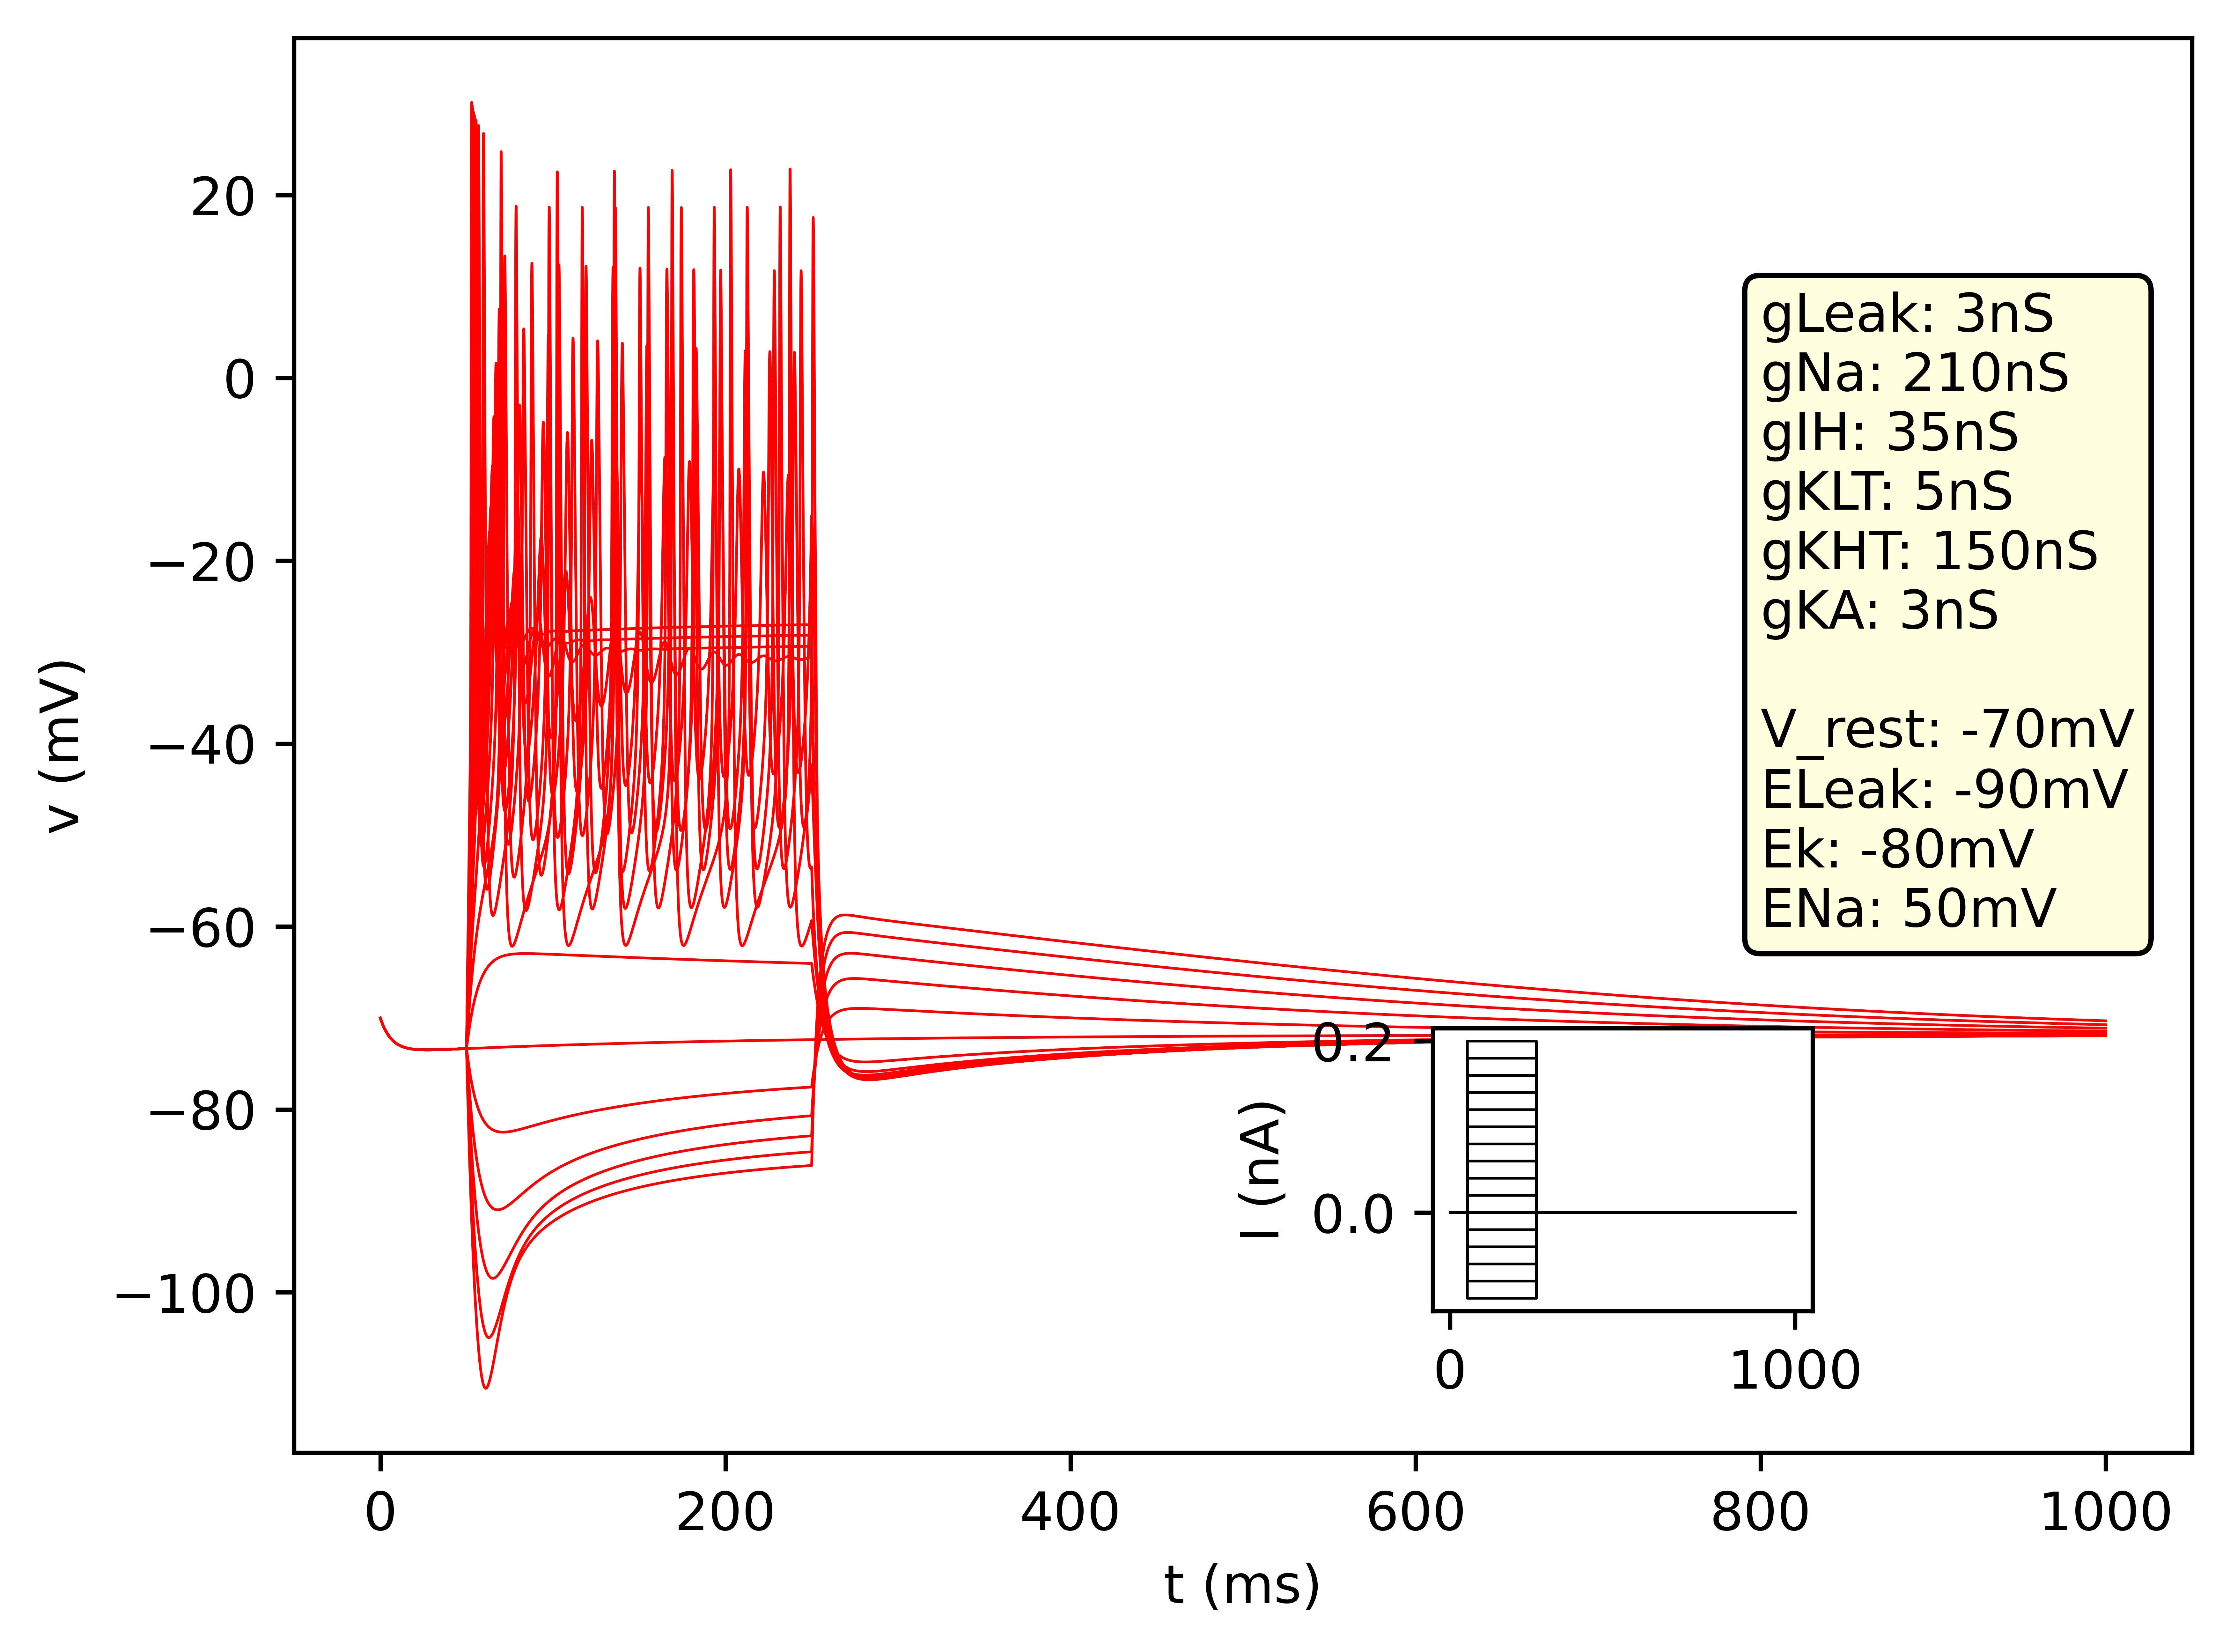 20
0
−20
−40
−60
−80
−100
v (mV)
0
200
400
600
800
1000
t (ms)
gLeak: 3nS
gNa: 210nS
gIH: 35nS
gKLT: 5nS
gKHT: 150nS
gKA: 3nS
V_rest: -70mV
ELeak: -90mV
Ek: -80mV
ENa: 50mV
0.2
0.0
I (nA)
0
1000